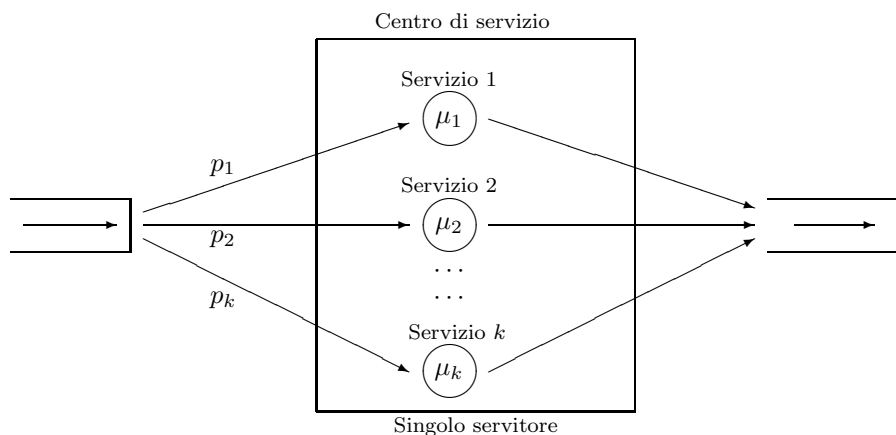 Centro di servizio
Servizio 1
μ₁
p₁
Servizio 2
p₂
μ₂
...
...
pₖ
Servizio k
μₖ
Singolo servitore